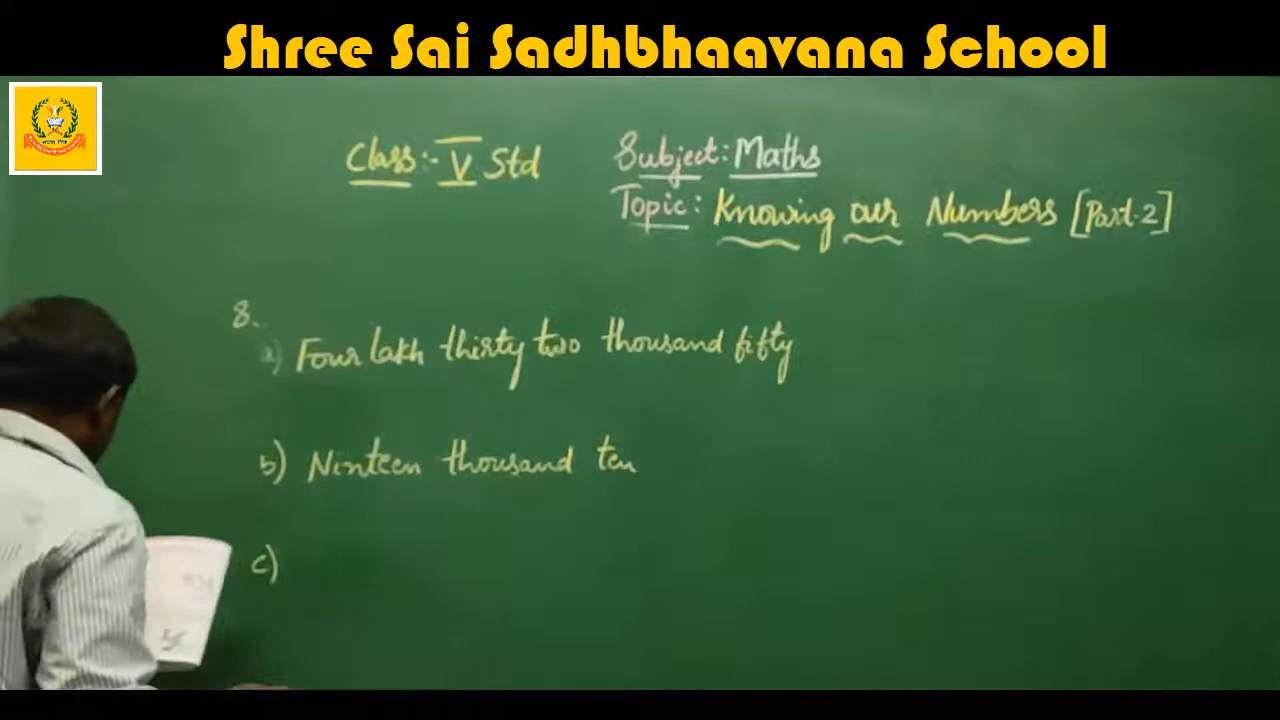 Shree Sai Sadhbhaavana School
Class:- V Std
Subject: Maths
Topic: Knowing our Numbers [Part-2]
8.
a) Four lakh thirty two thousand fifty
b) Ninteen thousand ten
c)